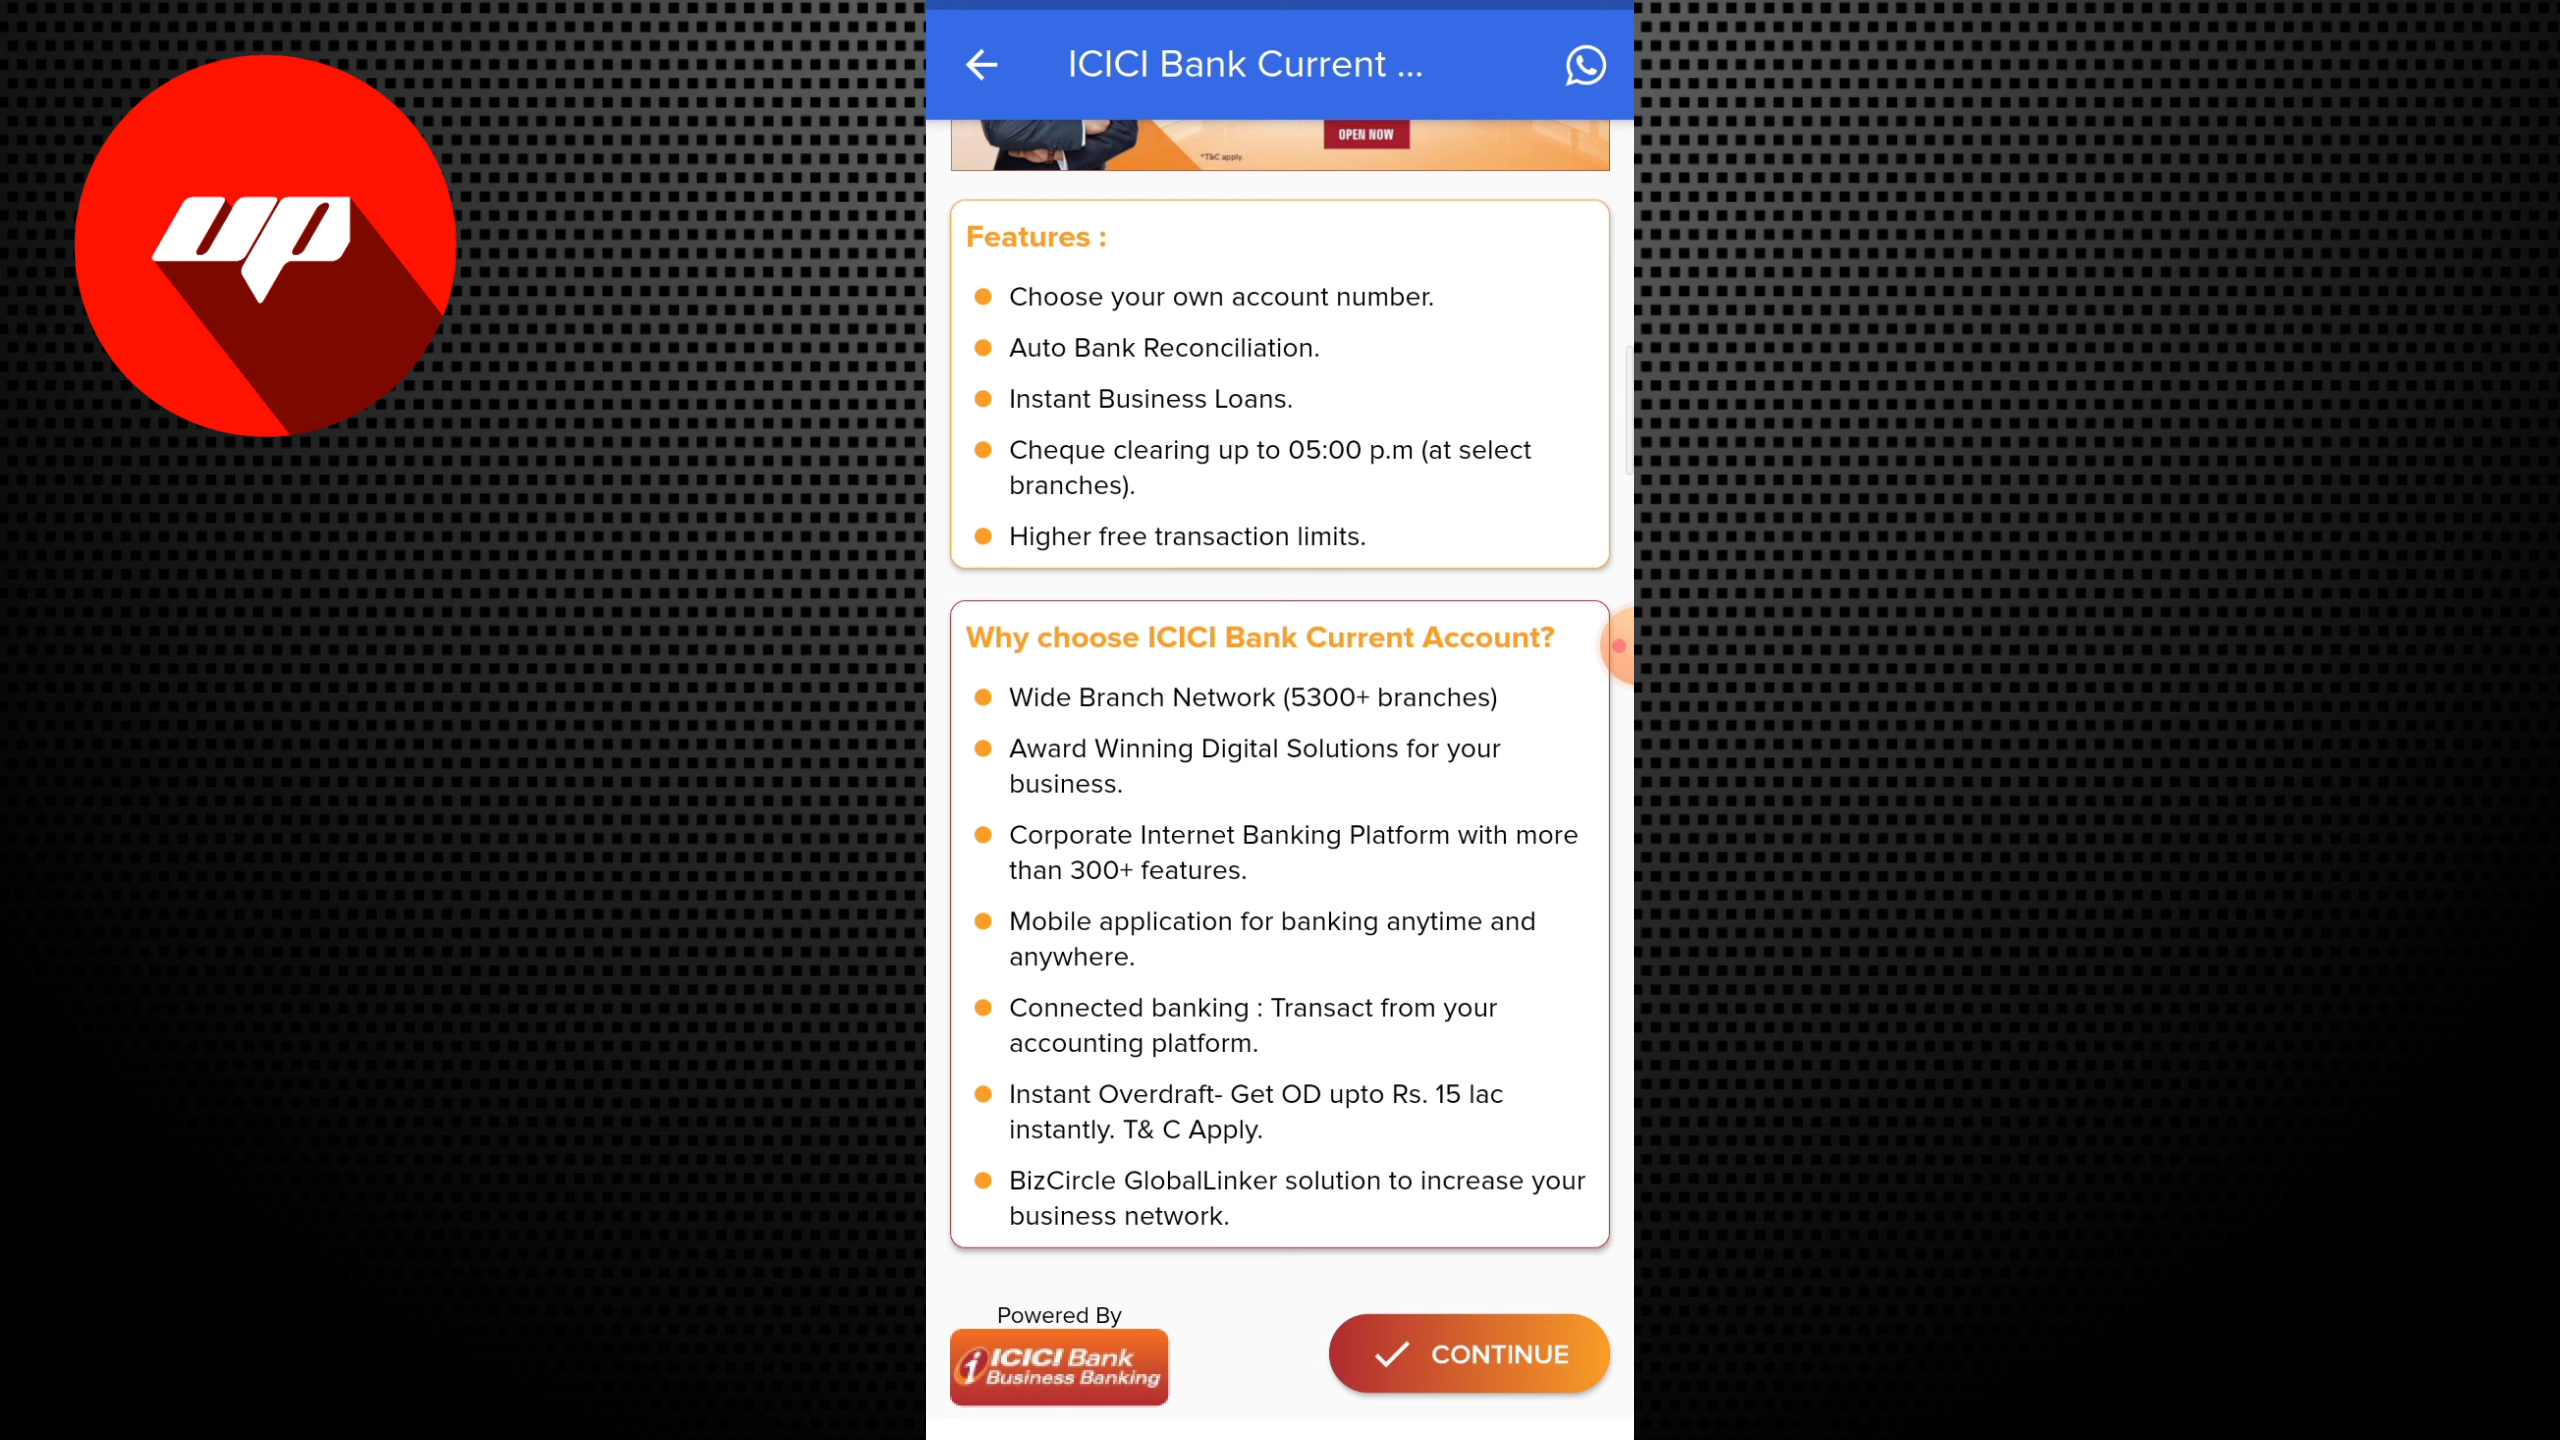 up
ICICI Bank Current ...
OPEN NOW
*T&C apply.
Features :
Choose your own account number.
Auto Bank Reconciliation.
Instant Business Loans.
Cheque clearing up to 05:00 p.m (at select
branches).
Higher free transaction limits.
Why choose ICICI Bank Current Account?
Wide Branch Network (5300+ branches)
Award Winning Digital Solutions for your
business.
Corporate Internet Banking Platform with more
than 300+ features.
Mobile application for banking anytime and
anywhere.
Connected banking : Transact from your
accounting platform.
Instant Overdraft- Get OD upto Rs. 15 lac
instantly. T& C Apply.
BizCircle GlobalLinker solution to increase your
business network.
Powered By
ICICI Bank
Business Banking
CONTINUE